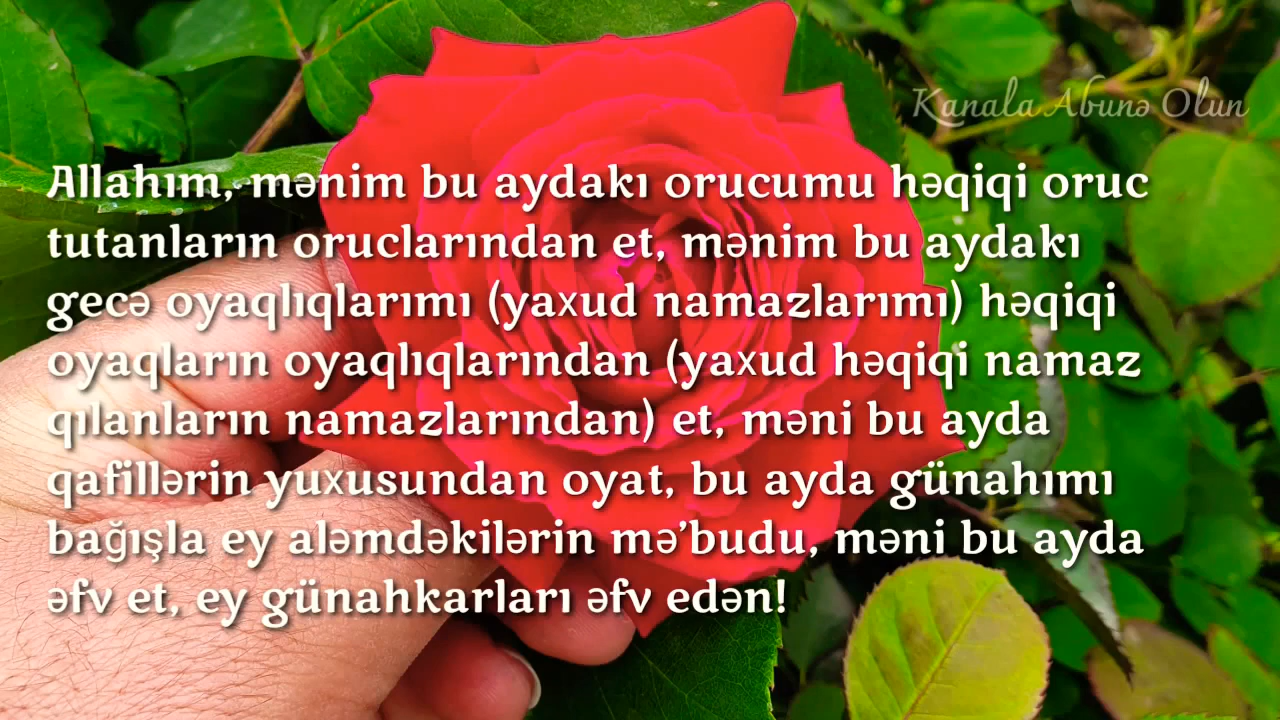 Kanala Abunə Olun
Allahım, mənim bu aydakı orucumu həqiqi oruc
tutanların oruclarından et, mənim bu aydakı
gecə oyaqlıqlarımı (yaxud namazlarımı) həqiqi
oyaqların oyaqlıqlarından (yaxud həqiqi namaz
qılanların namazlarından) et, məni bu ayda
qafillərin yuxusundan oyat, bu ayda günahımı
bağışla ey aləmdəkilərin mə’budu, məni bu ayda
əfv et, ey günahkarları əfv edən!